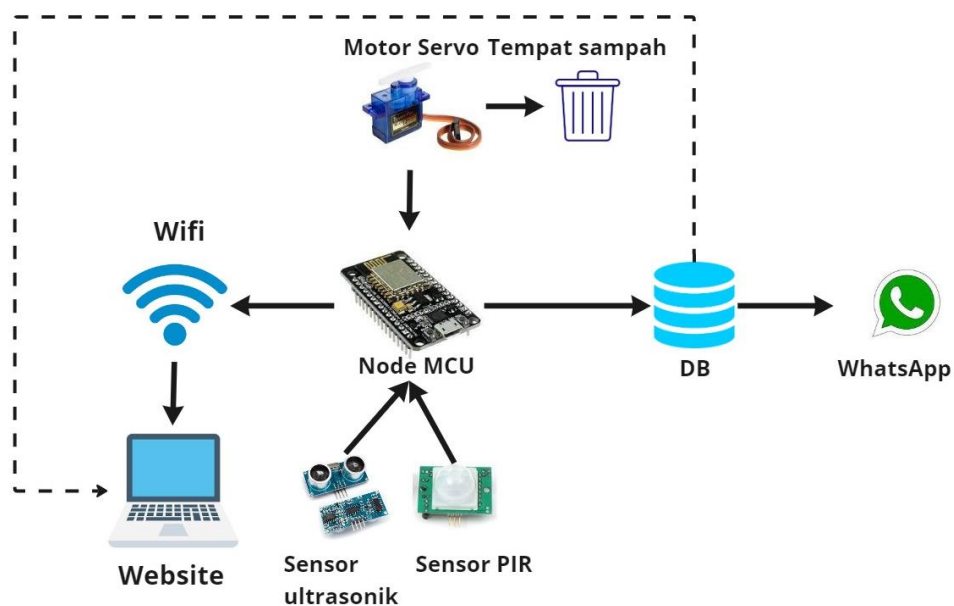 Motor Servo Tempat sampah
Wifi
Node MCU
DB
WhatsApp
Website
Sensor
ultrasonik
Sensor PIR